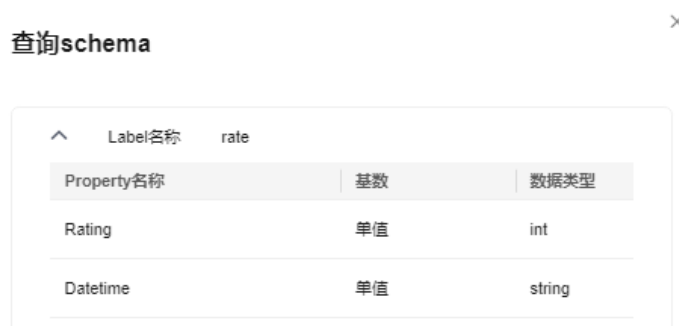 查询schema
Label名称 rate
Property名称 基数 数据类型
Rating 单值 int
Datetime 单值 string